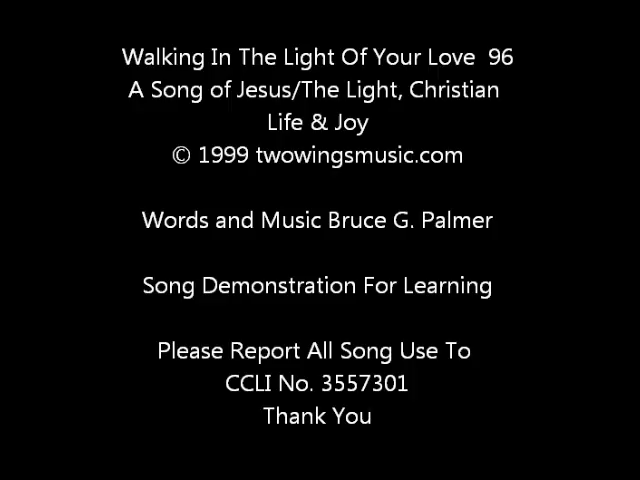 Walking In The Light Of Your Love  96
A Song of Jesus/The Light, Christian
Life & Joy
© 1999 twowingsmusic.com
Words and Music Bruce G. Palmer
Song Demonstration For Learning
Please Report All Song Use To
CCLI No. 3557301
Thank You